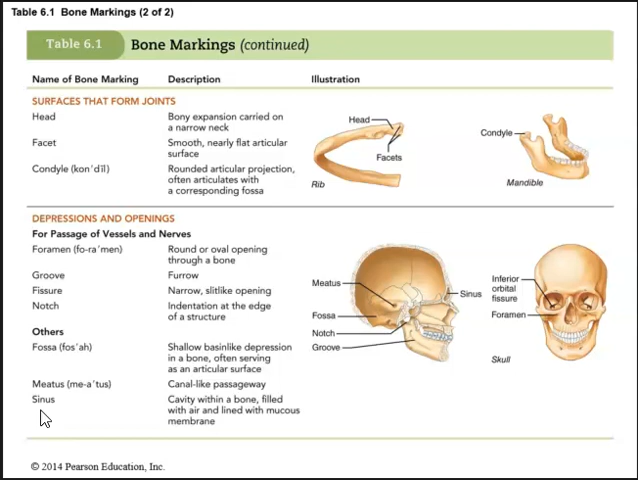 Table 6.1 Bone Markings (2 of 2)
Table 6.1 Bone Markings (continued)
Name of Bone Marking Description Illustration
SURFACES THAT FORM JOINTS
Head Bony expansion carried on
a narrow neck
Facet Smooth, nearly flat articular
surface
Condyle (kon′dīl) Rounded articular projection,
often articulates with
a corresponding fossa
Head
Facets
Rib
Condyle
Mandible
DEPRESSIONS AND OPENINGS
For Passage of Vessels and Nerves
Foramen (fo-ra′men) Round or oval opening
through a bone
Groove Furrow
Fissure Narrow, slitlike opening
Notch Indentation at the edge
of a structure
Others
Fossa (fos′ah) Shallow basinlike depression
in a bone, often serving
as an articular surface
Meatus (me-a′tus) Canal-like passageway
Sinus Cavity within a bone, filled
with air and lined with mucous
membrane
Meatus
Sinus
Fossa
Notch
Groove
Inferior
orbital
fissure
Foramen
Skull
© 2014 Pearson Education, Inc.